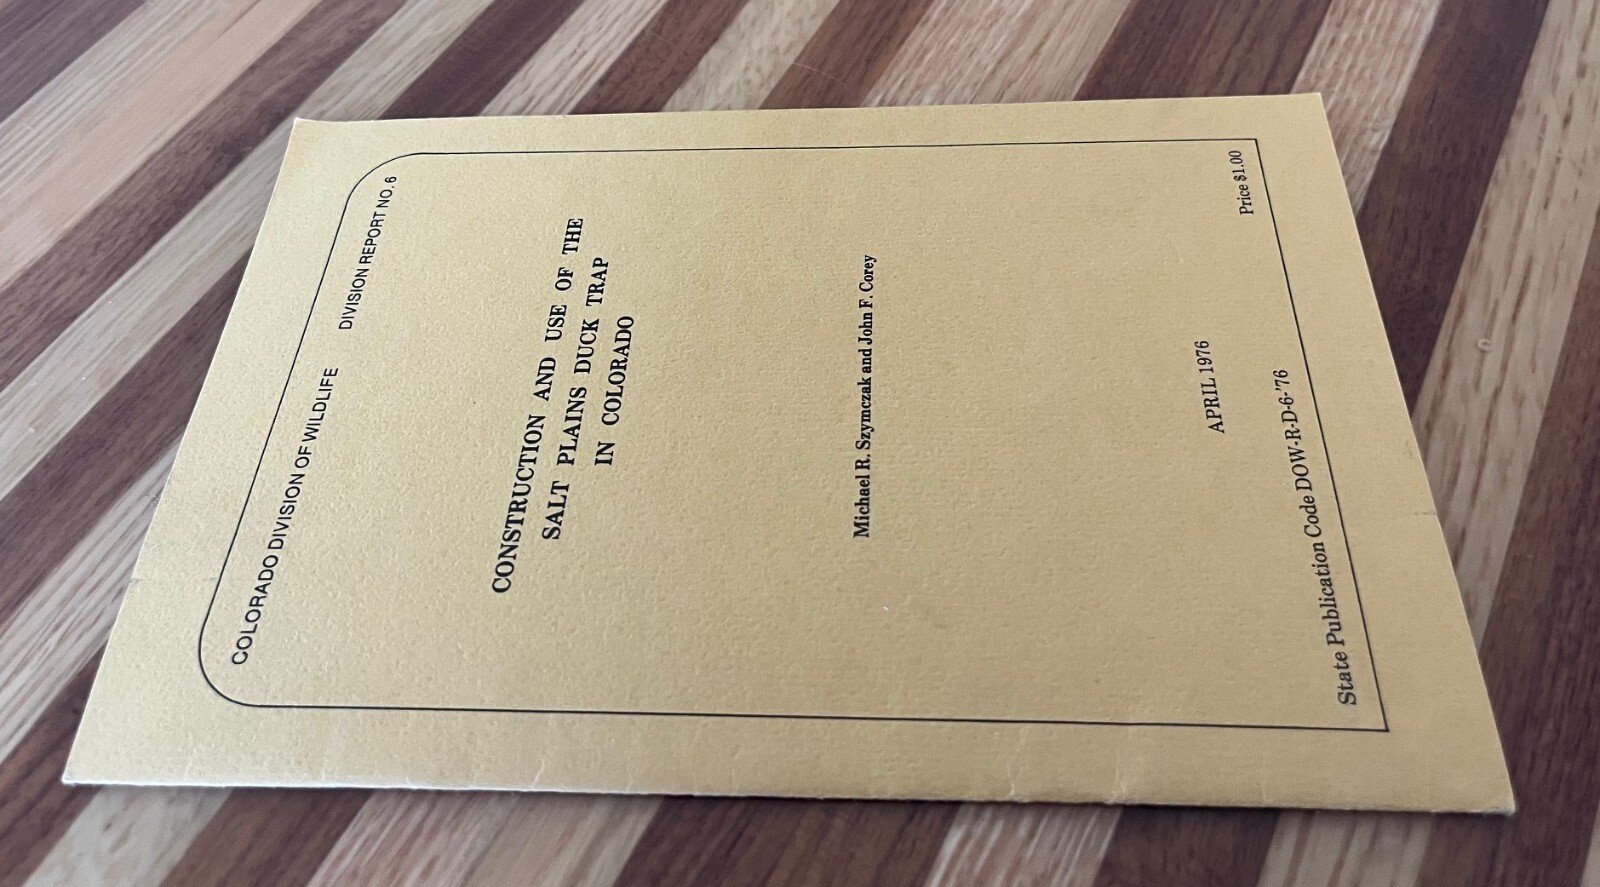 COLORADO DIVISION OF WILDLIFE DIVISION REPORT NO. 6
CONSTRUCTION AND USE OF THE
SALT PLAINS DUCK TRAP
IN COLORADO
Michael R. Szymczak and John F. Corey
APRIL 1976
State Publication Code DOW-R-D-6-'76
Price $1.00